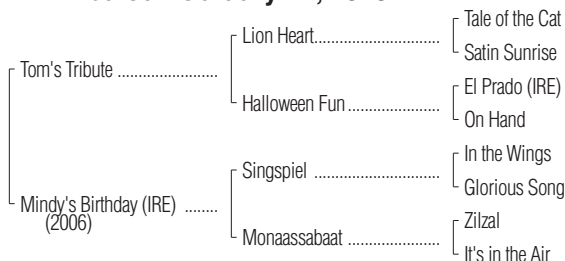 Tale of the Cat
Lion Heart
Satin Sunrise
Tom's Tribute
El Prado (IRE)
Halloween Fun
On Hand
In the Wings
Singspiel
Glorious Song
Mindy's Birthday (IRE)
(2006)
Zilzal
Monaassabaat
It's in the Air